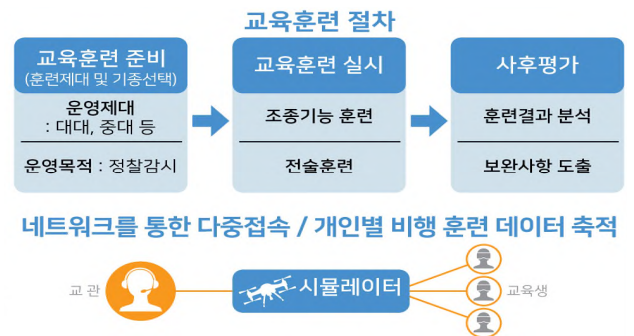 교육훈련 절차
교육훈련 준비
(훈련제대 및 기종선택)
운영제대
: 대대, 중대 등
운영목적 : 정찰감시
교육훈련 실시
조종기능 훈련
전술훈련
사후평가
훈련결과 분석
보완사항 도출
네트워크를 통한 다중접속 / 개인별 비행 훈련 데이터 축적
교 관
시뮬레이터
교육생